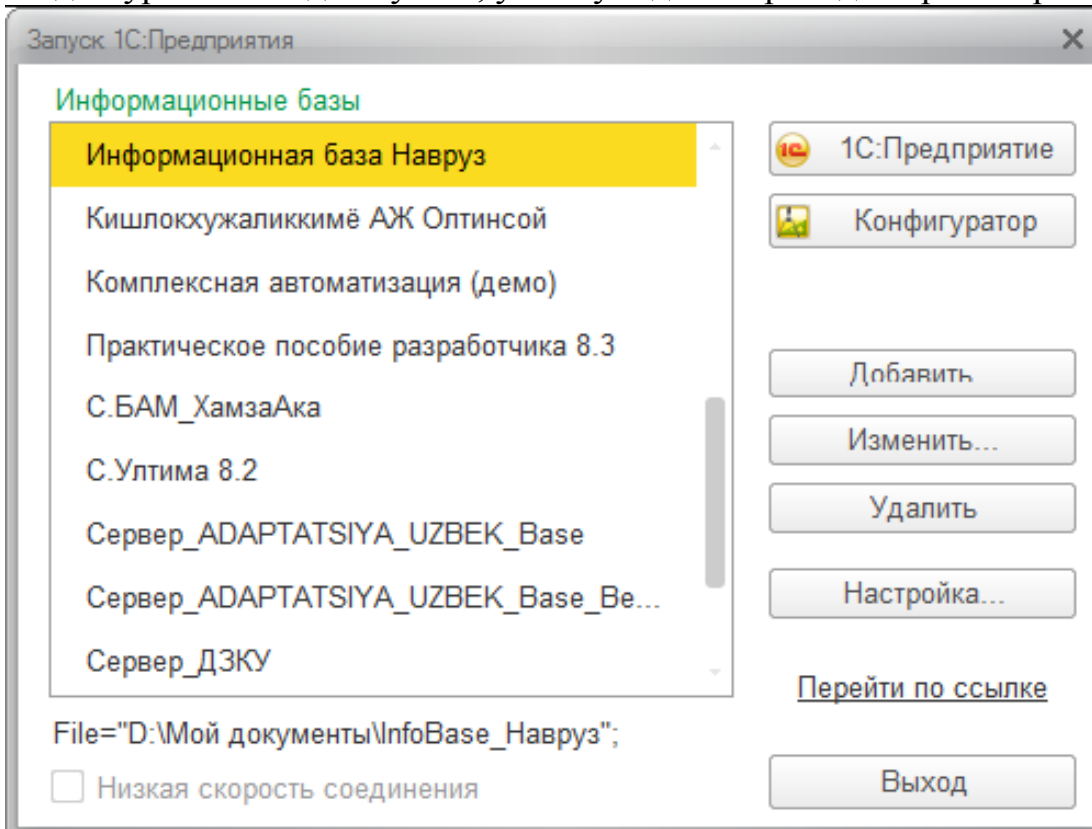 Запуск 1С:Предприятия
Информационные базы
Информационная база Навруз
Кишлокхужаликкимё АЖ Олтинсой
Комплексная автоматизация (демо)
Практическое пособие разработчика 8.3
С.БАМ_ХамзаАка
С.Ултима 8.2
Сервер_ADAPTATSIYA_UZBEK_Base
Сервер_ADAPTATSIYA_UZBEK_Base_Be...
Сервер_ДЗКУ
1С:Предприятие
Конфигуратор
Добавить
Изменить...
Удалить
Настройка...
Перейти по ссылке
File="D:\Мой документы\InfoBase_Навруз";
Низкая скорость соединения
Выход